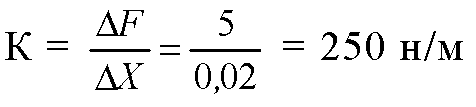 К = ΔF/ΔX = 5/0,02 = 250 н/м